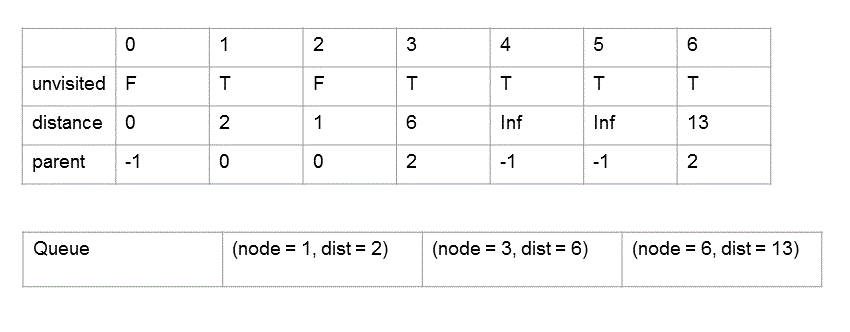 0 1 2 3 4 5 6
unvisited F T F T T T T
distance 0 2 1 6 Inf Inf 13
parent -1 0 0 2 -1 -1 2
Queue (node = 1, dist = 2) (node = 3, dist = 6) (node = 6, dist = 13)